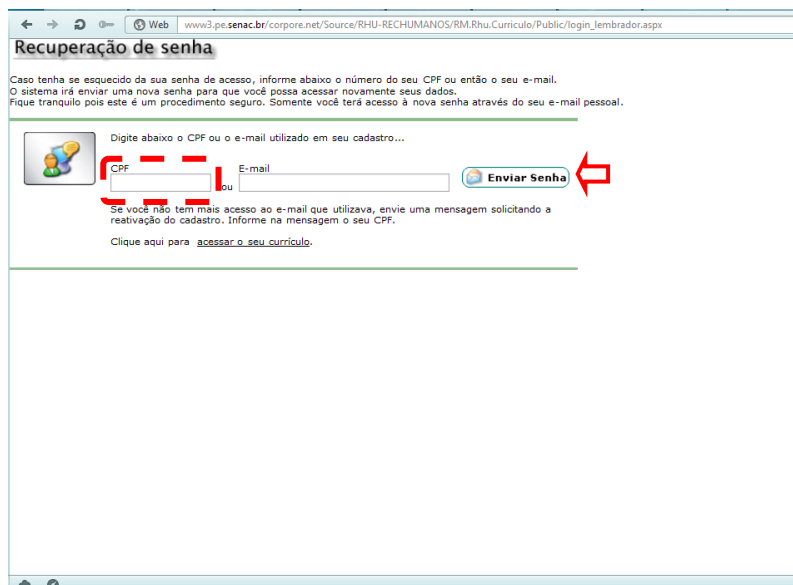 Web www3.pe.senac.br/corpore.net/Source/RHU-RECHUMANOS/RM.Rhu.Curriculo/Public/login_lembrador.aspx
Recuperação de senha
Caso tenha se esquecido da sua senha de acesso, informe abaixo o número do seu CPF ou então o seu e-mail.
O sistema irá enviar uma nova senha para que você possa acessar novamente seus dados.
Fique tranquilo pois este é um procedimento seguro. Somente você terá acesso à nova senha através do seu e-mail pessoal.
Digite abaixo o CPF ou o e-mail utilizado em seu cadastro...
CPF E-mail
ou Enviar Senha
Se você não tem mais acesso ao e-mail que utilizava, envie uma mensagem solicitando a
reativação do cadastro. Informe na mensagem o seu CPF.
Clique aqui para acessar o seu currículo.